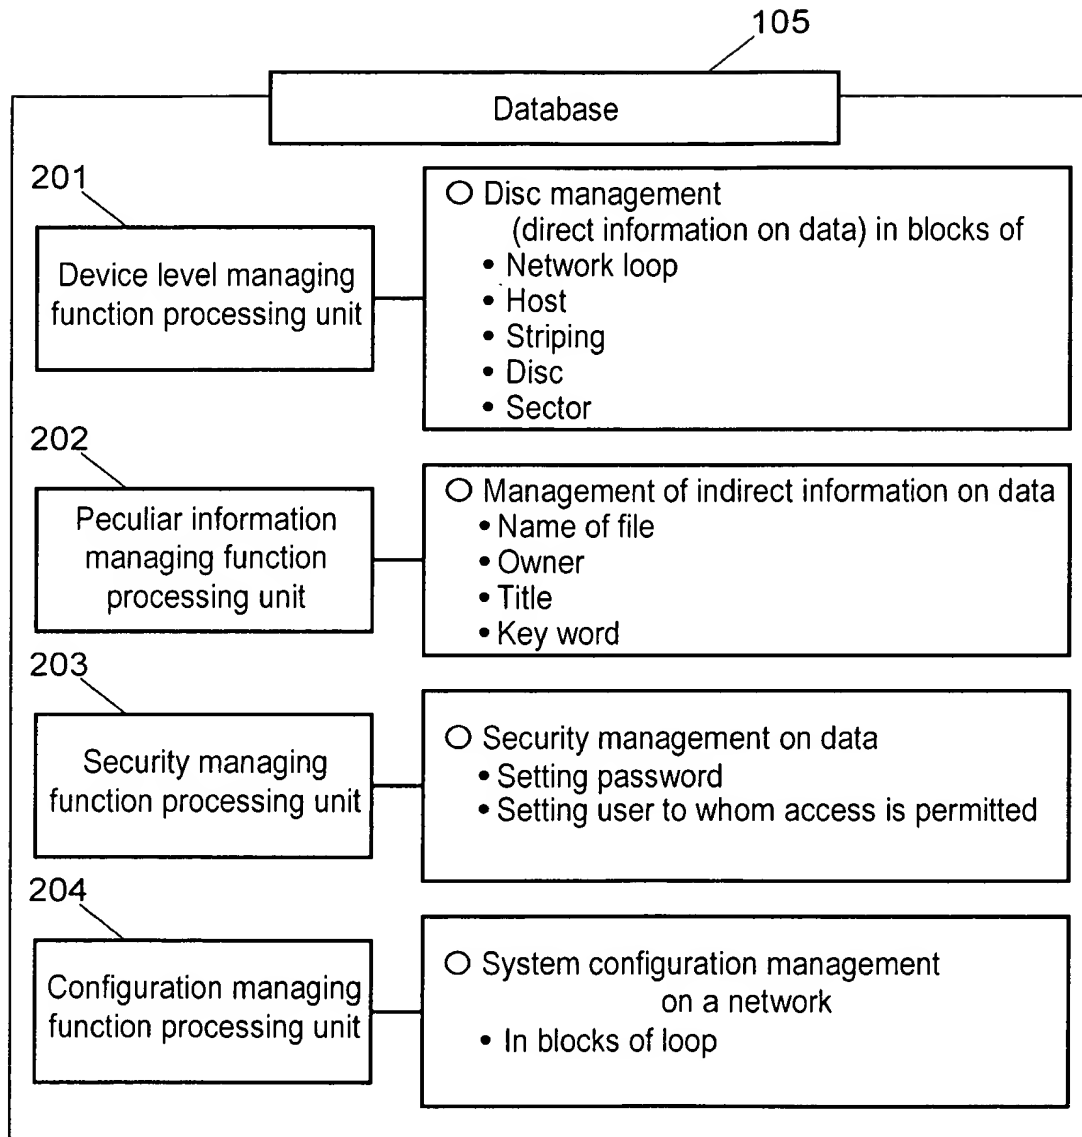 105
Database
201
Device level managing
function processing unit
○ Disc management
(direct information on data) in blocks of
• Network loop
• Host
• Striping
• Disc
• Sector
202
Peculiar information
managing function
processing unit
○ Management of indirect information on data
• Name of file
• Owner
• Title
• Key word
203
Security managing
function processing unit
○ Security management on data
• Setting password
• Setting user to whom access is permitted
204
Configuration managing
function processing unit
○ System configuration management
on a network
• In blocks of loop